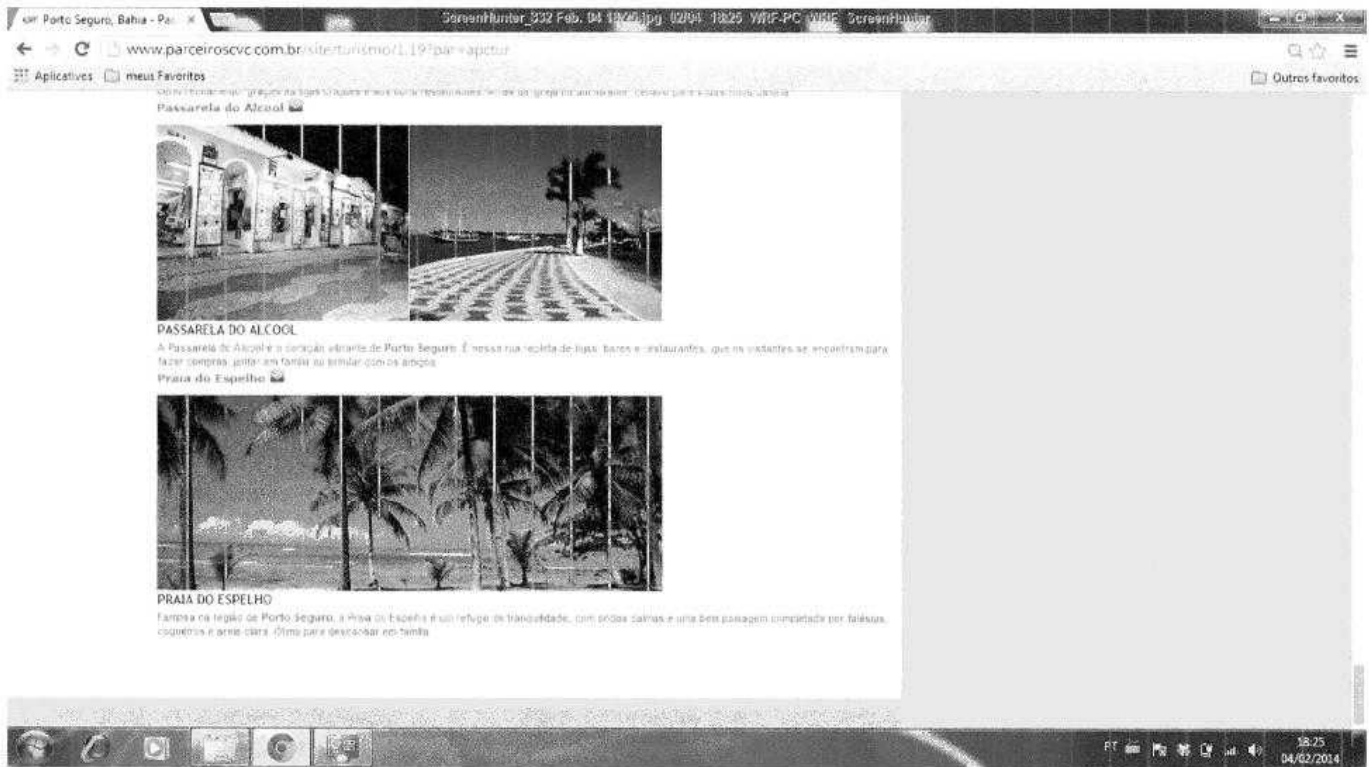 Porto Seguro, Bahia - Pa
ScreenHunter_332 Feb. 04 18/25.jpg 02/04 18:25 WRF-PC WRF ScreenHunter
www.parceiroscvc.com.br/site/turismo/1.19?par=apctur
Aplicativos meus Favoritos Outros favoritos
Passarela do Alcool
PASSARELA DO ALCOOL
A Passarela do Alcool é o coração vibrante de Porto Seguro. É nessa rua repleta de lojas, bares e restaurantes, que os visitantes se encontram para
fazer compras, jantar em família ou com os amigos.
Praia do Espelho
PRAIA DO ESPELHO
Famosa na região de Porto Seguro, a Praia do Espelho é um refúgio de tranquilidade, com ondas calmas e uma bela paisagem completada por falésias,
coqueiros e areia clara. Ótima para descansar em família.
PT
18:25
04/02/2014